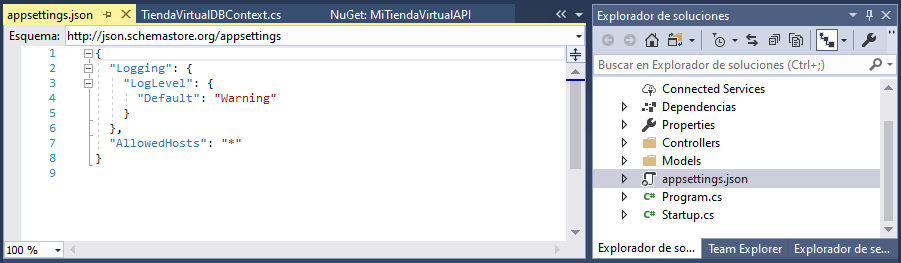 appsettings.json TiendaVirtualDBContext.cs NuGet: MiTiendaVirtualAPI
Esquema: http://json.schemastore.org/appsettings
1 {
2 "Logging": {
3 "LogLevel": {
4 "Default": "Warning"
5 }
6 },
7 "AllowedHosts": "*"
8 }
9
100 %
Explorador de soluciones
Buscar en Explorador de soluciones (Ctrl+;)
Connected Services
Dependencias
Properties
Controllers
Models
appsettings.json
C# Program.cs
C# Startup.cs
Explorador de so... Team Explorer Explorador de se...